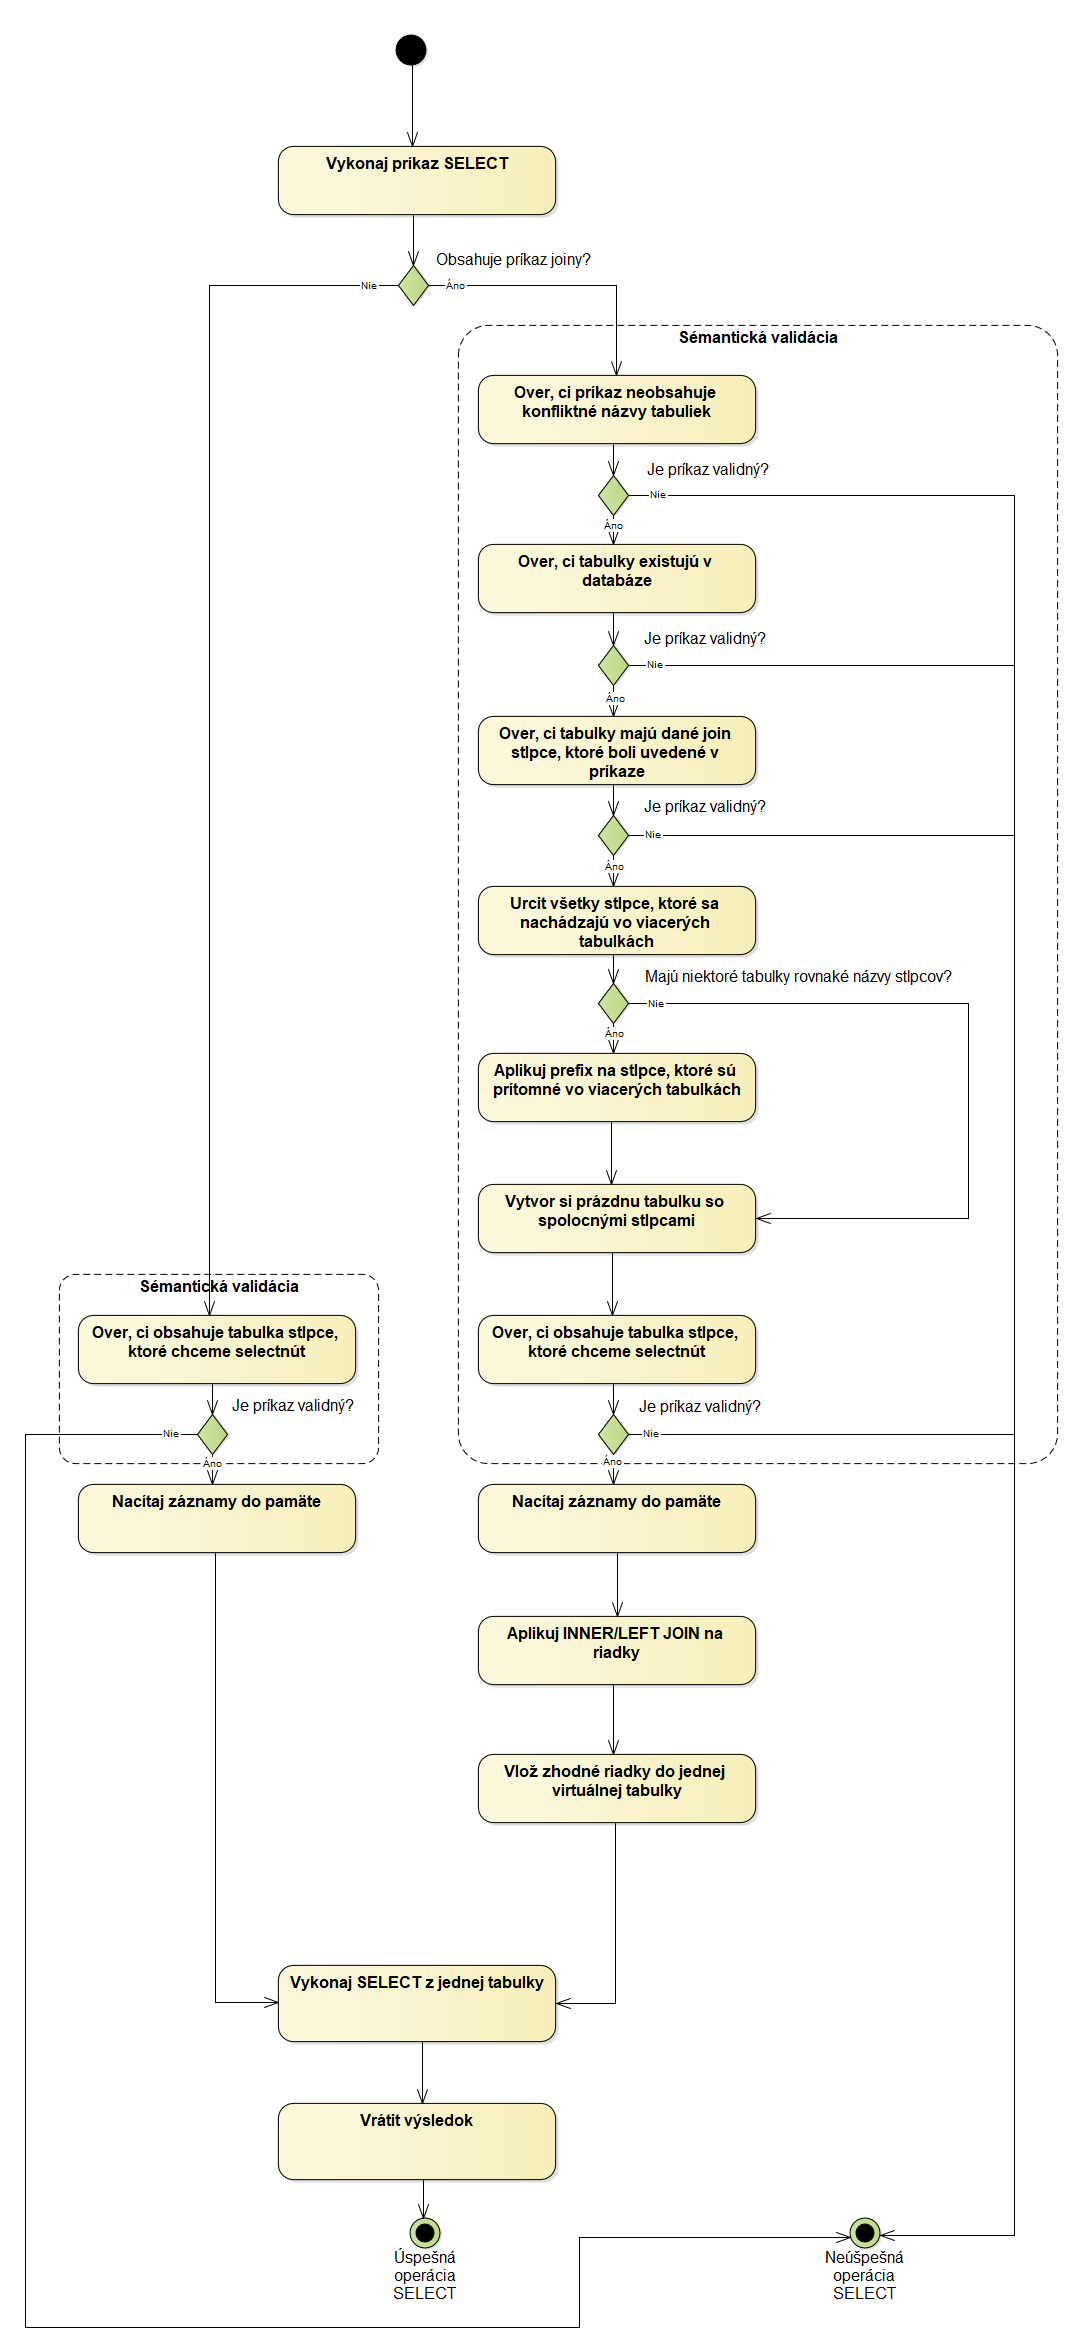 Vykonaj príkaz SELECT
Obsahuje príkaz joiny?
Nie
Áno
Sémantická validácia
Over, ci príkaz neobsahuje
konfliktné názvy tabuliek
Je príkaz validný?
Nie
Áno
Over, ci tabulky existujú v
databáze
Je príkaz validný?
Nie
Áno
Over, ci tabulky majú dané join
stlpce, ktoré boli uvedené v
príkaze
Je príkaz validný?
Nie
Áno
Urcit všetky stlpce, ktoré sa
nachádzajú vo viacerých
tabulkách
Majú niektoré tabulky rovnaké názvy stlpcov?
Nie
Áno
Aplikuj prefix na stlpce, ktoré sú
prítomné vo viacerých tabulkách
Vytvor si prázdnu tabulku so
spolocnými stlpcami
Sémantická validácia
Over, ci obsahuje tabulka stlpce,
ktoré chceme selectnút
Je príkaz validný?
Nie
Áno
Over, ci obsahuje tabulka stlpce,
ktoré chceme selectnút
Je príkaz validný?
Nie
Áno
Nacítaj záznamy do pamäte
Nacítaj záznamy do pamäte
Aplikuj INNER/LEFT JOIN na
riadky
Vlož zhodné riadky do jednej
virtuálnej tabulky
Vykonaj SELECT z jednej tabulky
Vrátit výsledok
Úspešná
operácia
SELECT
Neúšpešná
operácia
SELECT